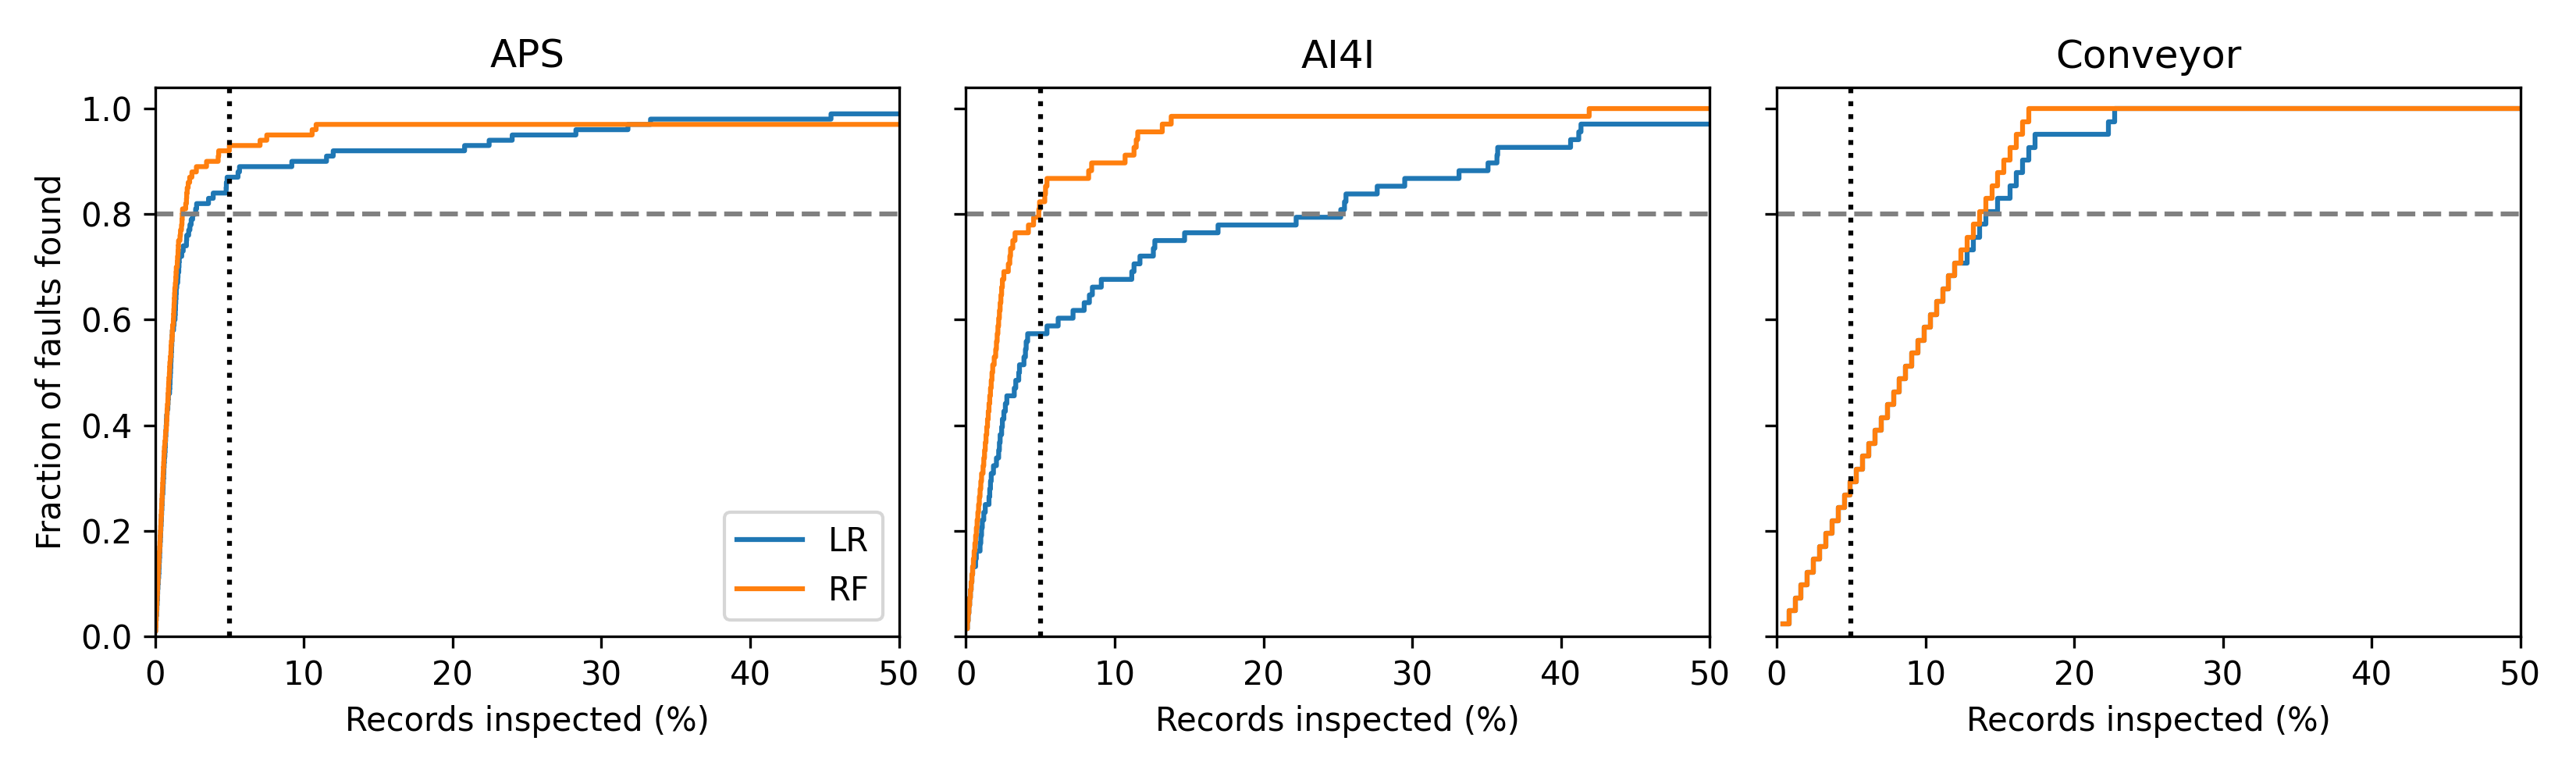 APS
AI4I
Conveyor
Fraction of faults found
1.0
0.8
0.6
0.4
0.2
0.0
LR
RF
0 10 20 30 40 50
0 10 20 30 40 50
0 10 20 30 40 50
Records inspected (%)
Records inspected (%)
Records inspected (%)